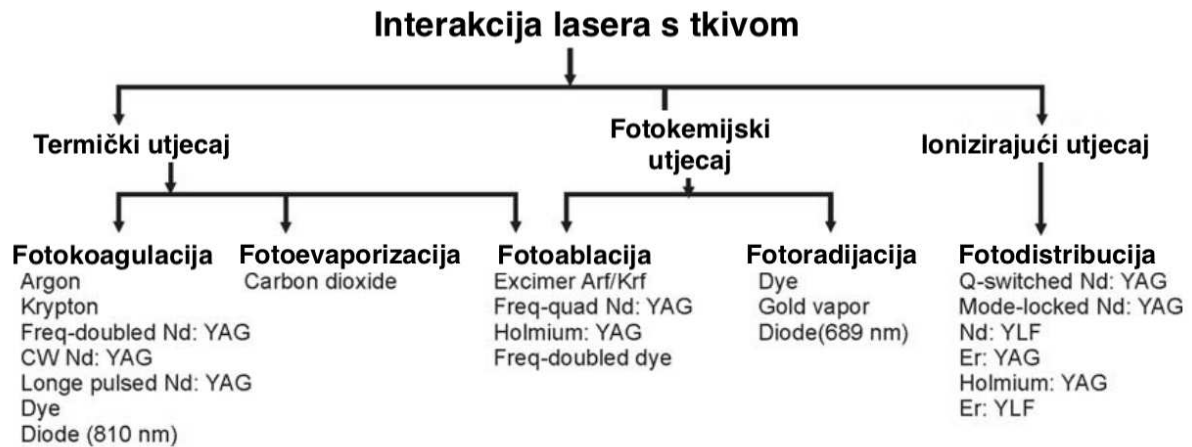 Interakcija lasera s tkivom
Termički utjecaj
Fotokemijski
utjecaj
Ionizirajući utjecaj
Fotokoagulacija
Argon
Krypton
Freq-doubled Nd: YAG
CW Nd: YAG
Longe pulsed Nd: YAG
Dye
Diode (810 nm)
Fotoevaporizacija
Carbon dioxide
Fotoablacija
Excimer Arf/Krf
Freq-quad Nd: YAG
Holmium: YAG
Freq-doubled dye
Fotoradijacija
Dye
Gold vapor
Diode(689 nm)
Fotodistribucija
Q-switched Nd: YAG
Mode-locked Nd: YAG
Nd: YLF
Er: YAG
Holmium: YAG
Er: YLF